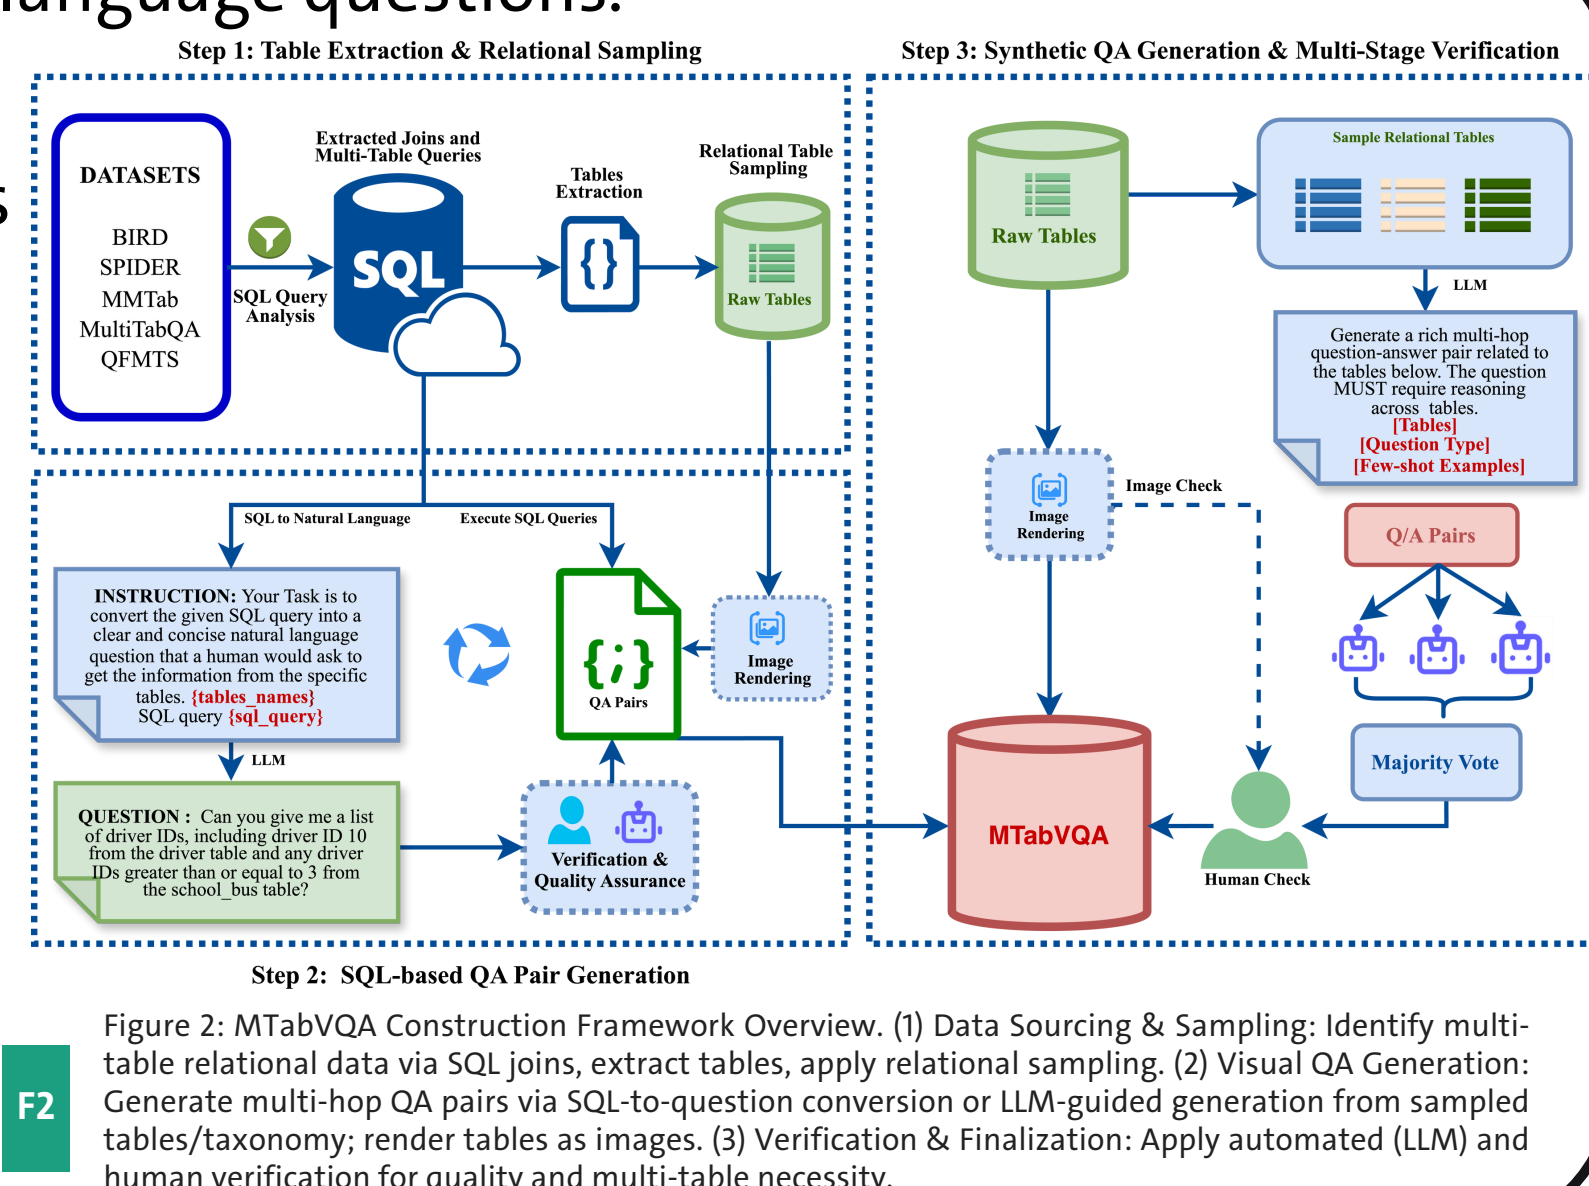 language questions.
s
Step 1: Table Extraction & Relational Sampling
DATASETS
BIRD
SPIDER
MMTab
MultiTabQA
QFMTS
SQL Query
Analysis
Extracted Joins and
Multi-Table Queries
SQL
Tables
Extraction
{}
Relational Table
Sampling
Raw Tables
SQL to Natural Language
Execute SQL Queries
INSTRUCTION: Your Task is to
convert the given SQL query into a
clear and concise natural language
question that a human would ask to
get the information from the specific
tables. {tables_names}
SQL query {sql_query}
LLM
QUESTION : Can you give me a list
of driver IDs, including driver ID 10
from the driver table and any driver
IDs greater than or equal to 3 from
the school_bus table?
{;}
QA Pairs
Image
Rendering
Verification &
Quality Assurance
Step 2: SQL-based QA Pair Generation
Step 3: Synthetic QA Generation & Multi-Stage Verification
Raw Tables
Sample Relational Tables
LLM
Generate a rich multi-hop
question-answer pair related to
the tables below. The question
MUST require reasoning
across tables.
[Tables]
[Question Type]
[Few-shot Examples]
Image
Rendering
Image Check
Q/A Pairs
Majority Vote
Human Check
MTabVQA
F2
Figure 2: MTabVQA Construction Framework Overview. (1) Data Sourcing & Sampling: Identify multi-
table relational data via SQL joins, extract tables, apply relational sampling. (2) Visual QA Generation:
Generate multi-hop QA pairs via SQL-to-question conversion or LLM-guided generation from sampled
tables/taxonomy; render tables as images. (3) Verification & Finalization: Apply automated (LLM) and
human verification for quality and multi-table necessity.